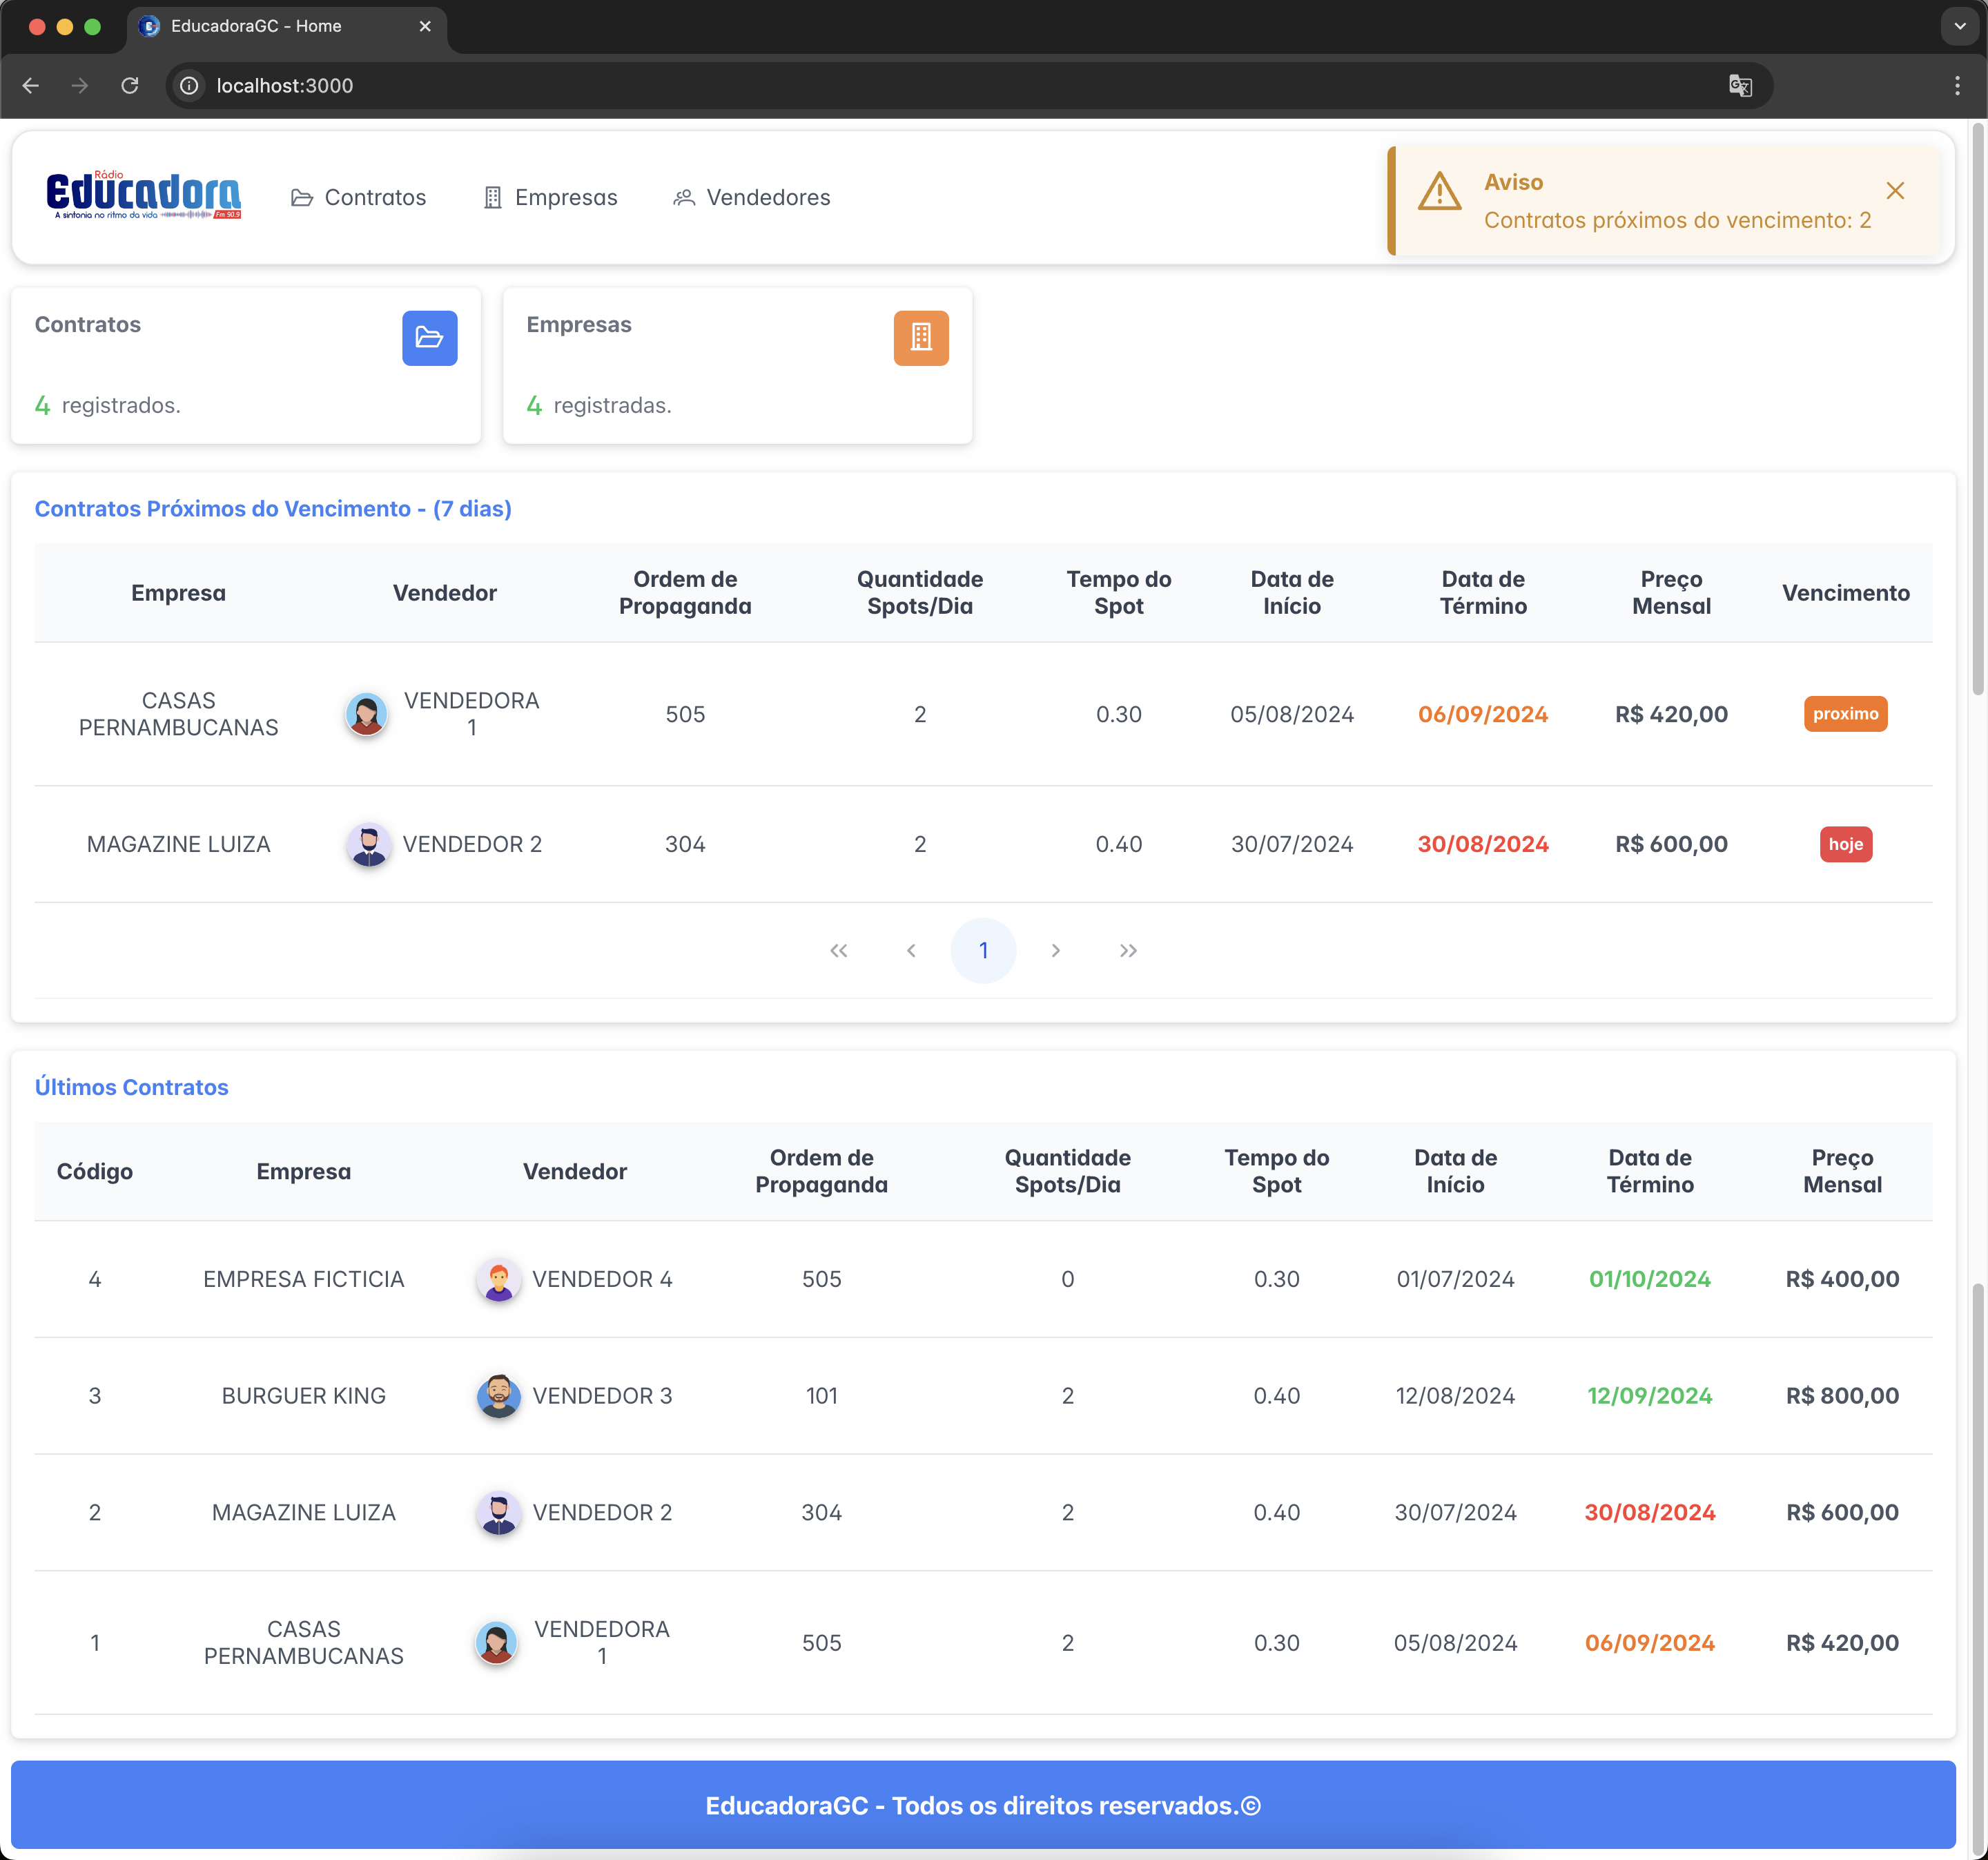 EducadoraGC - Home
localhost:3000
Rádio
Educadora
A sintonia no ritmo da vida
Fm 90.9
Contratos
Empresas
Vendedores
Aviso
Contratos próximos do vencimento: 2
Contratos
4 registrados.
Empresas
4 registradas.
Contratos Próximos do Vencimento - (7 dias)
Empresa Vendedor Ordem de Propaganda Quantidade Spots/Dia Tempo do Spot Data de Início Data de Término Preço Mensal Vencimento
CASAS PERNAMBUCANAS VENDEDORA 1 505 2 0.30 05/08/2024 06/09/2024 R$ 420,00 proximo
MAGAZINE LUIZA VENDEDOR 2 304 2 0.40 30/07/2024 30/08/2024 R$ 600,00 hoje
1
Últimos Contratos
Código Empresa Vendedor Ordem de Propaganda Quantidade Spots/Dia Tempo do Spot Data de Início Data de Término Preço Mensal
4 EMPRESA FICTICIA VENDEDOR 4 505 0 0.30 01/07/2024 01/10/2024 R$ 400,00
3 BURGUER KING VENDEDOR 3 101 2 0.40 12/08/2024 12/09/2024 R$ 800,00
2 MAGAZINE LUIZA VENDEDOR 2 304 2 0.40 30/07/2024 30/08/2024 R$ 600,00
1 CASAS PERNAMBUCANAS VENDEDORA 1 505 2 0.30 05/08/2024 06/09/2024 R$ 420,00
EducadoraGC - Todos os direitos reservados.©